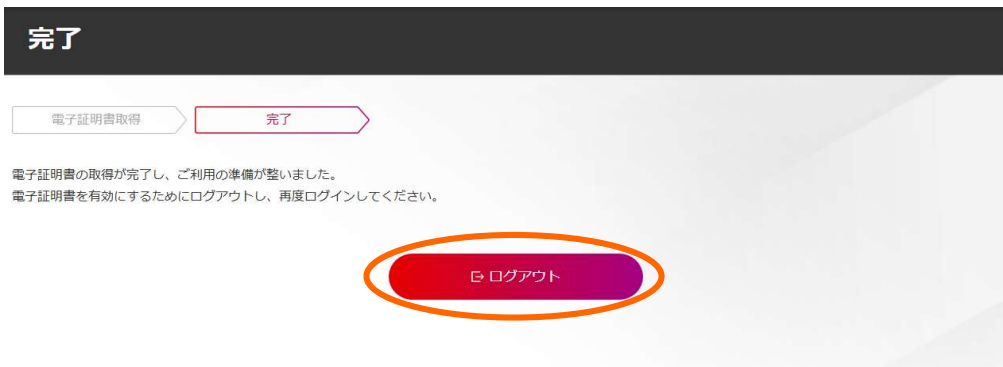 完了
電子証明書取得
完了
電子証明書の取得が完了し、ご利用の準備が整いました。
電子証明書を有効にするためにログアウトし、再度ログインしてください。
ログアウト